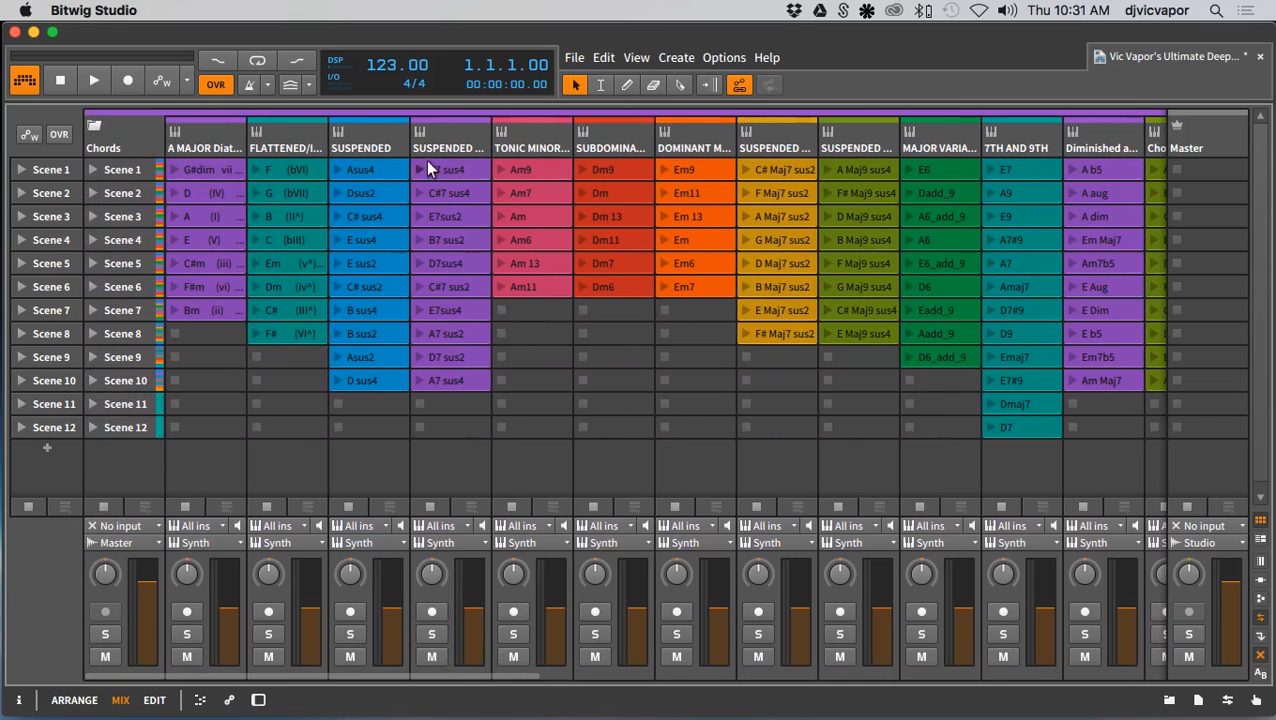 Bitwig Studio Thu 10:31 AM djvicvapor
DSP 123.00 1.1.1.00
I/O 4/4 00:00:00.00
File Edit View Create Options Help
Vic Vapor's Ultimate Deep... *
OVR
OVR
Chords A MAJOR Diat... FLATTENED/I... SUSPENDED SUSPENDED ... TONIC MINOR... SUBDOMINA... DOMINANT M... SUSPENDED ... SUSPENDED ... MAJOR VARIA... 7TH AND 9TH Diminished a... Cho Master
Scene 1 Scene 1 G#dim vii ... F (bVI) Asus4 sus4 Am9 Dm9 Em9 C# Maj7 sus2 A Maj7 sus4 E6 E7 A b5
Scene 2 Scene 2 D (IV) G (bVII) Dsus2 C#7 sus4 Am7 Dm Em11 F Maj7 sus2 F# Maj7 sus4 Dadd_9 A9 A aug
Scene 3 Scene 3 A (I) B (II^) C# sus4 E7sus2 Am Dm 13 Em 13 A Maj7 sus2 D Maj9 sus4 A6_add_9 E9 A dim
Scene 4 Scene 4 E (V) C (bIII) E sus4 B7 sus2 Am6 Dm11 Em G Maj7 sus2 B Maj7 sus4 A6 A7#9 Em Maj7
Scene 5 Scene 5 C#m (iii) Em (v^)... E sus2 D7sus4 Am 13 Dm7 Em6 D Maj7 sus2 F Maj9 sus4 E6_add_9 A7 Am7b5
Scene 6 Scene 6 F#m (vi) Dm (iv^) C# sus2 C#7 sus2 Am11 Dm6 Em7 B Maj7 sus2 G Maj9 sus4 D6 Amaj7 E Aug
Scene 7 Scene 7 Bm (ii) C# (III^) B sus4 E7sus4 E Maj7 sus2 C# Maj9 sus4 Eadd_9 D7#9 E Dim
Scene 8 Scene 8 F# (VI^) B sus2 A7 sus2 F# Maj7 sus2 E Maj9 sus4 Aadd_9 D9 E b5
Scene 9 Scene 9 Asus2 D7 sus2 D6_add_9 Emaj7 Em7b5
Scene 10 Scene 10 D sus4 A7 sus4 E7#9 Am Maj7
Scene 11 Scene 11 Dmaj7
Scene 12 Scene 12 D7
No input All ins All ins All ins All ins All ins All ins All ins All ins All ins All ins All ins All ins No input
Master Synth Synth Synth Synth Synth Synth Synth Synth Synth Synth Synth Synth Studio
S S S S S S S S S S S S S S
M M M M M M M M M M M M M M
ARRANGE MIX EDIT